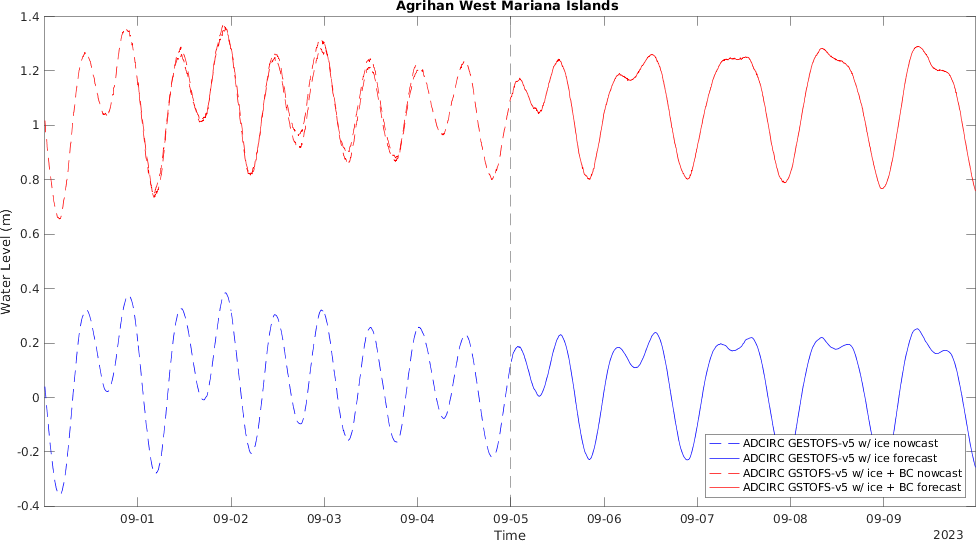 Agrihan West Mariana Islands
Water Level (m)
1.4
1.2
1
0.8
0.6
0.4
0.2
0
-0.2
-0.4
ADCIRC GESTOFS-v5 w/ ice nowcast
ADCIRC GESTOFS-v5 w/ ice forecast
ADCIRC GSTOFS-v5 w/ ice + BC nowcast
ADCIRC GSTOFS-v5 w/ ice + BC forecast
09-01 09-02 09-03 09-04 09-05 09-06 09-07 09-08 09-09
Time
2023